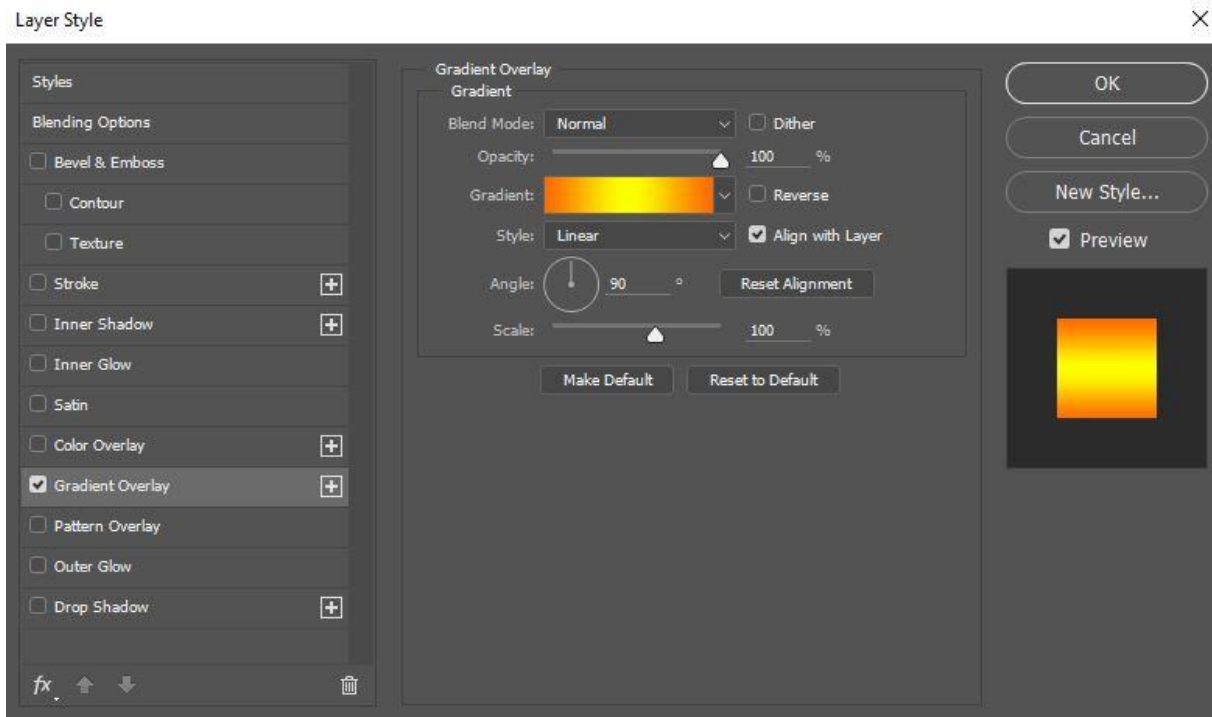 Layer Style
Styles
Blending Options
Bevel & Emboss
Contour
Texture
Stroke
Inner Shadow
Inner Glow
Satin
Color Overlay
Gradient Overlay
Pattern Overlay
Outer Glow
Drop Shadow
fx
Gradient Overlay
Gradient
Blend Mode: Normal Dither
Opacity: 100 %
Gradient: Reverse
Style: Linear Align with Layer
Angle: 90 ° Reset Alignment
Scale: 100 %
Make Default Reset to Default
OK
Cancel
New Style...
Preview